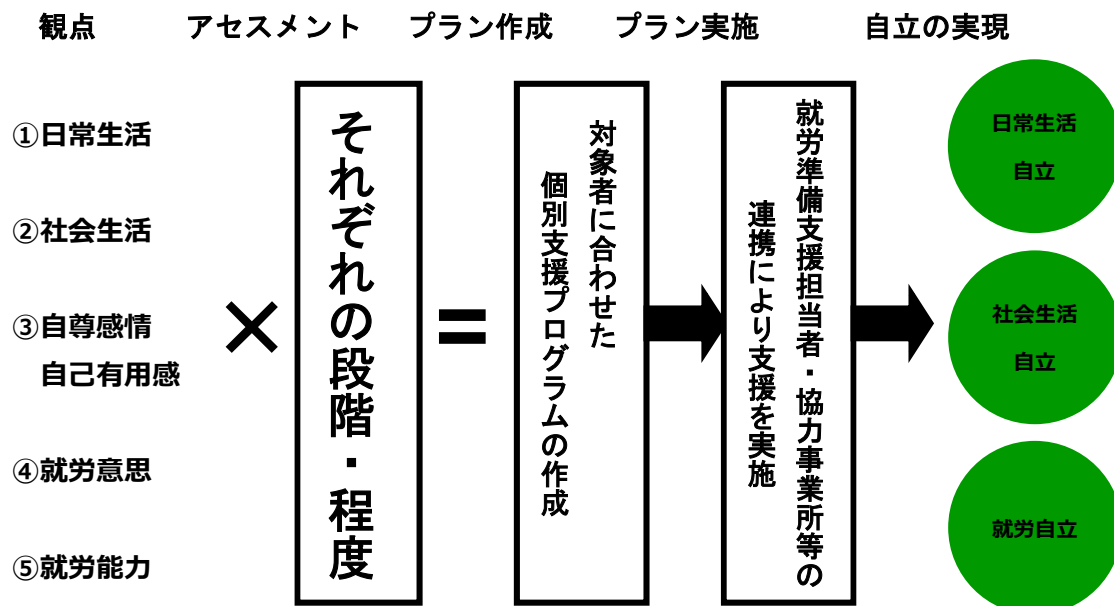 観点 アセスメント プラン作成 プラン実施 自立の実現
①日常生活
②社会生活
③自尊感情
自己有用感
④就労意思
⑤就労能力
×
それぞれの段階・程度
=
対象者に合わせた
個別支援プログラムの作成
就労準備支援担当者・協力事業所等の
連携により支援を実施
日常生活
自立
社会生活
自立
就労自立